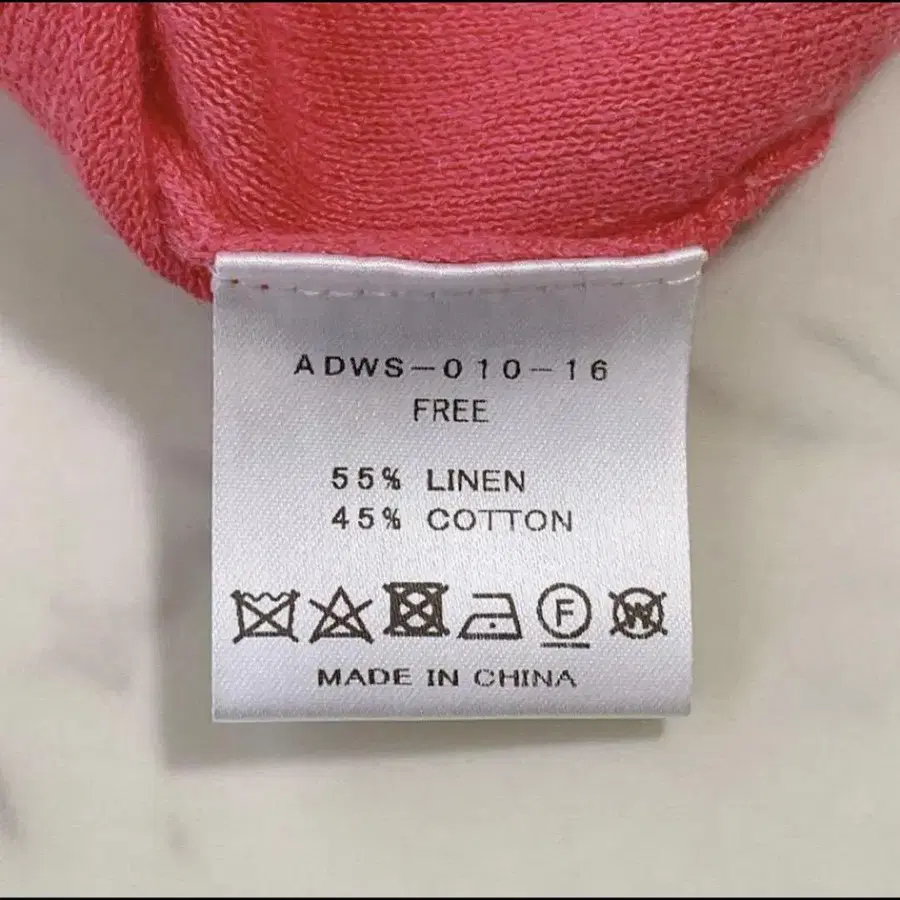 ADWS-010-16
FREE
55% LINEN
45% COTTON
F W
MADE IN CHINA